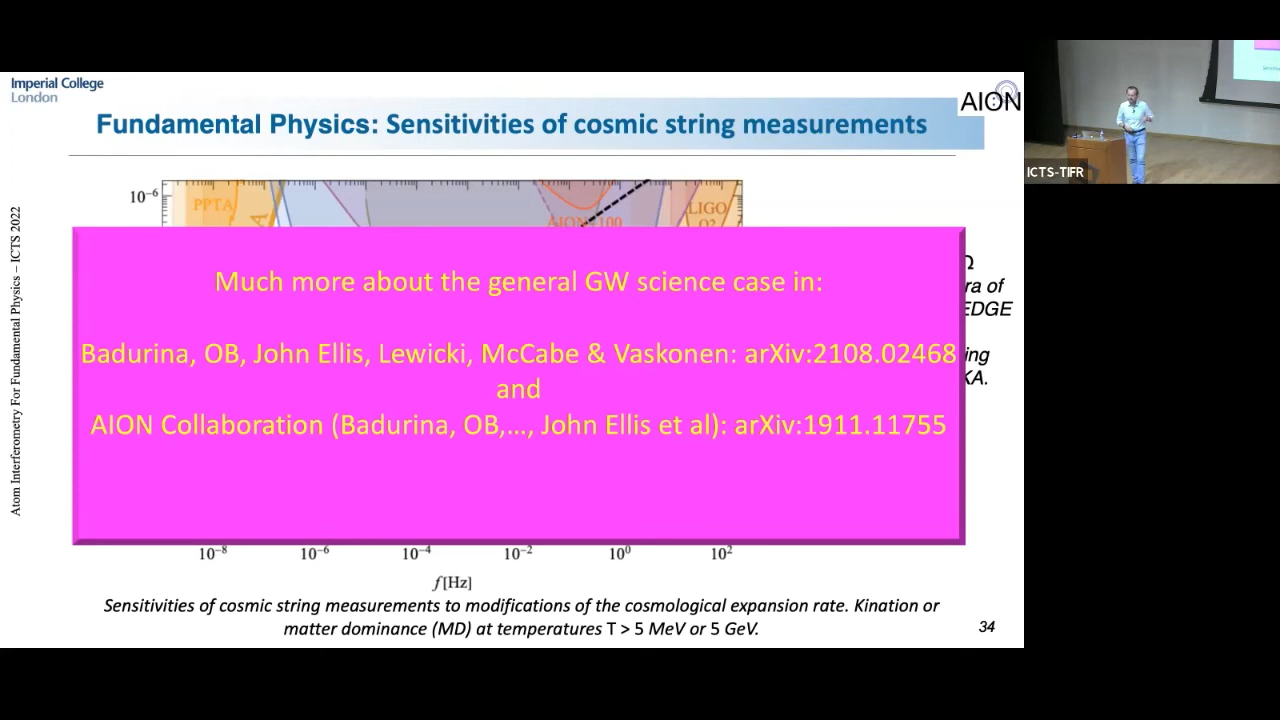 Imperial College
London
AION
Fundamental Physics: Sensitivities of cosmic string measurements
Atom Interferometry For Fundamental Physics – ICTS 2022
10⁻⁶
PPTA
A
AION-100
LIGO
O2
Much more about the general GW science case in:
Badurina, OB, John Ellis, Lewicki, McCabe & Vaskonen: arXiv:2108.02468
and
AION Collaboration (Badurina, OB,..., John Ellis et al): arXiv:1911.11755
Ω
ra of
EDGE
ing
KA.
10⁻⁸ 10⁻⁶ 10⁻⁴ 10⁻² 10⁰ 10²
f[Hz]
Sensitivities of cosmic string measurements to modifications of the cosmological expansion rate. Kination or
matter dominance (MD) at temperatures T > 5 MeV or 5 GeV.
34
ICTS-TIFR